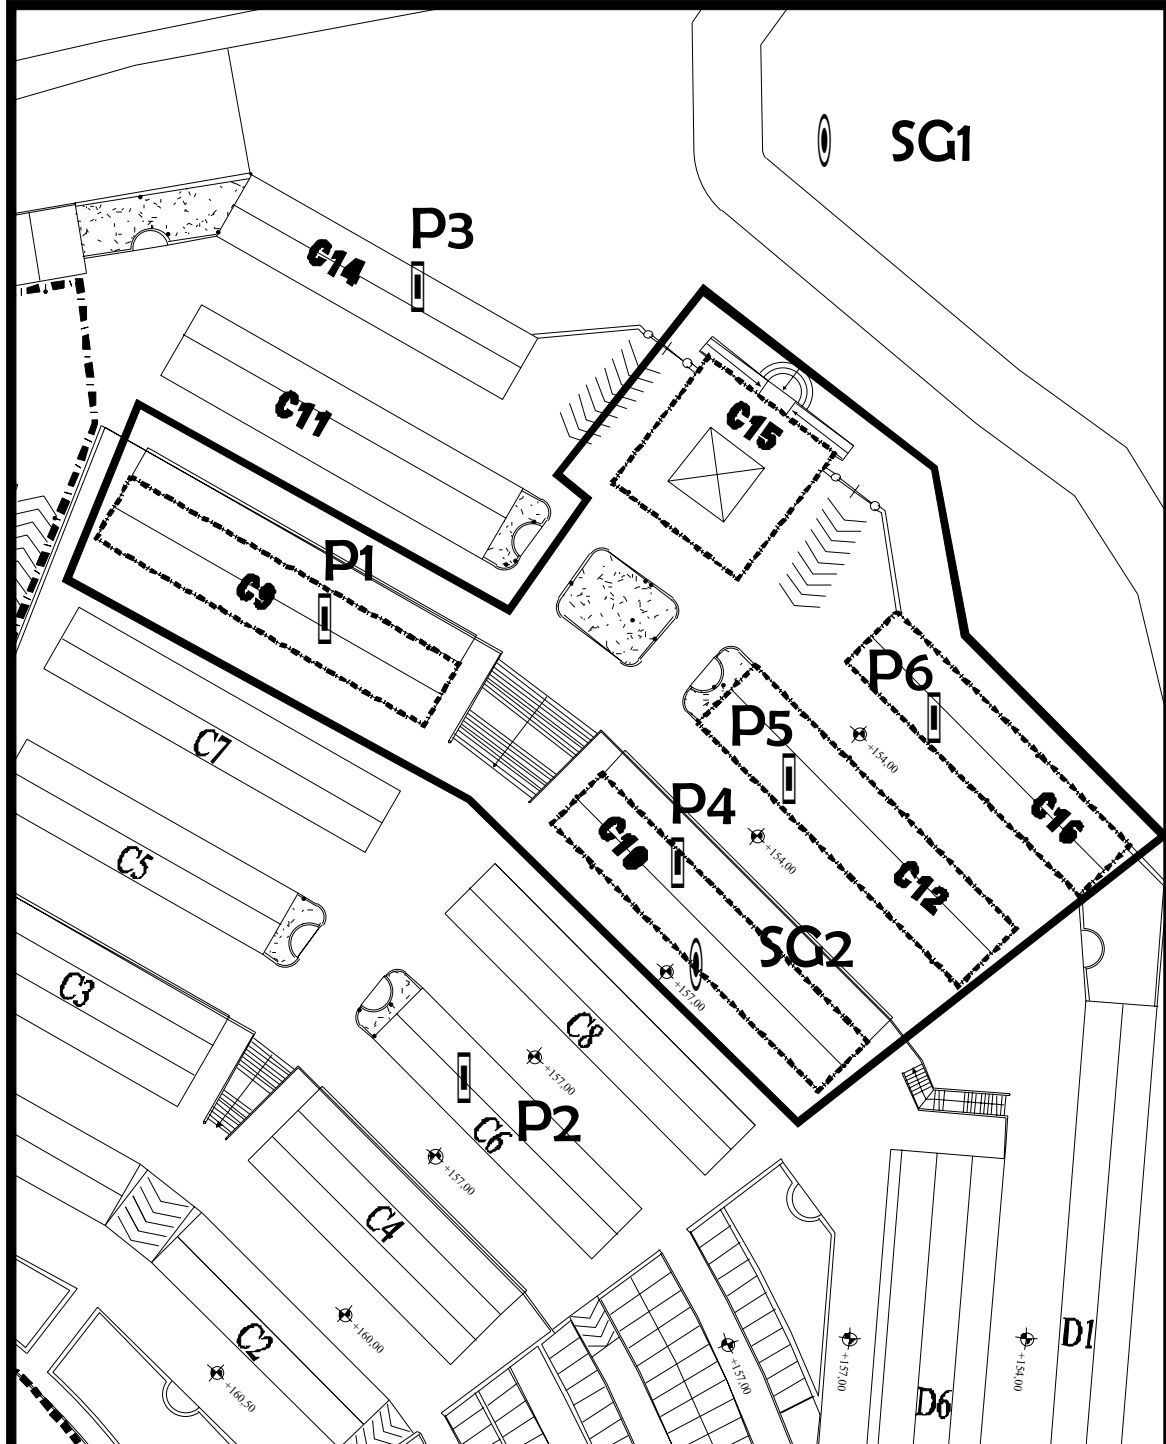 SG1
P3
C14
C11
C15
P1
C9
P6
P5
+154,00
C7
P4
C16
C10
+154,00
C5
C12
SG2
C3
+157,00
C8
+157,00
P2
C6
+157,00
C4
+160,00
C2
+157,00
+157,00
+154,00
D1
+160,50
D6